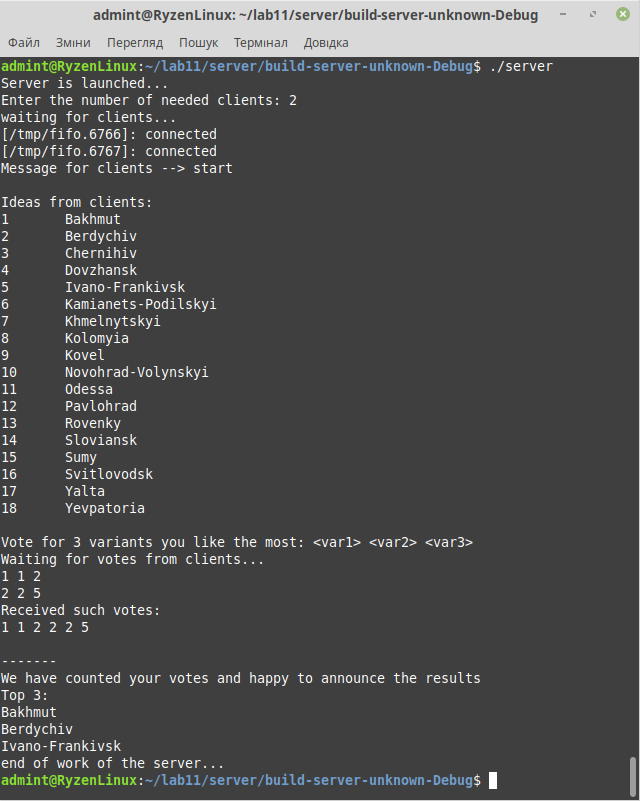 admint@RyzenLinux: ~/lab11/server/build-server-unknown-Debug
Файл Зміни Перегляд Пошук Термінал Довідка
admint@RyzenLinux:~/lab11/server/build-server-unknown-Debug$ ./server
Server is launched...
Enter the number of needed clients: 2
waiting for clients...
[/tmp/fifo.6766]: connected
[/tmp/fifo.6767]: connected
Message for clients --> start
Ideas from clients:
1 Bakhmut
2 Berdychiv
3 Chernihiv
4 Dovzhansk
5 Ivano-Frankivsk
6 Kamianets-Podilskyi
7 Khmelnytskyi
8 Kolomyia
9 Kovel
10 Novohrad-Volynskyi
11 Odessa
12 Pavlohrad
13 Rovenky
14 Sloviansk
15 Sumy
16 Svitlovodsk
17 Yalta
18 Yevpatoria
Vote for 3 variants you like the most: <var1> <var2> <var3>
Waiting for votes from clients...
1 1 2
2 2 5
Received such votes:
1 1 2 2 2 5
-------
We have counted your votes and happy to announce the results
Top 3:
Bakhmut
Berdychiv
Ivano-Frankivsk
end of work of the server...
admint@RyzenLinux:~/lab11/server/build-server-unknown-Debug$